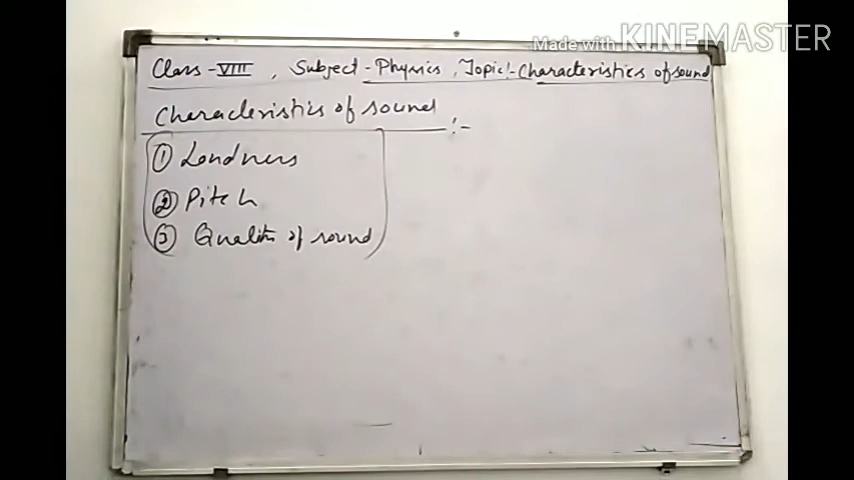 Made with KINEMASTER
Class - VIII , Subject - Physics , Topic:- Characteristics of sound
Characteristics of sound :-
① Loudness
② Pitch
③ Quality of sound